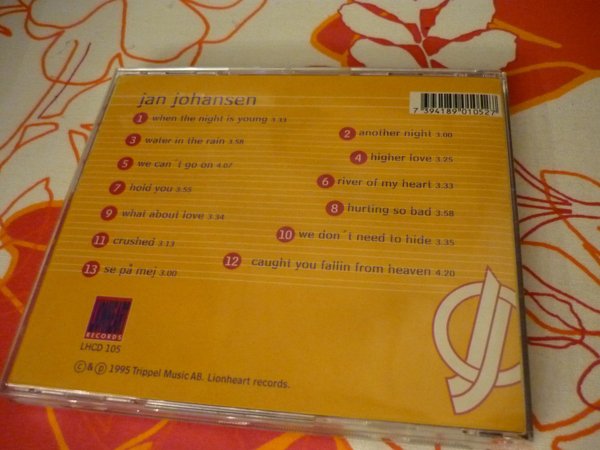 jan johansen
7 394189 010527
1 when the night is young 3.33
2 another night 3.00
3 water in the rain 3.58
4 higher love 3.25
5 we can´t go on 4.07
6 river of my heart 3.33
7 hold you 3.55
8 hurting so bad 3.58
9 what about love 3.34
10 we don´t need to hide 3.35
11 crushed 3.13
12 caught you fallin from heaven 4.20
13 se på mej 3.00
RECORDS
LHCD 105
© & ℗ 1995 Trippel Music AB. Lionheart records.